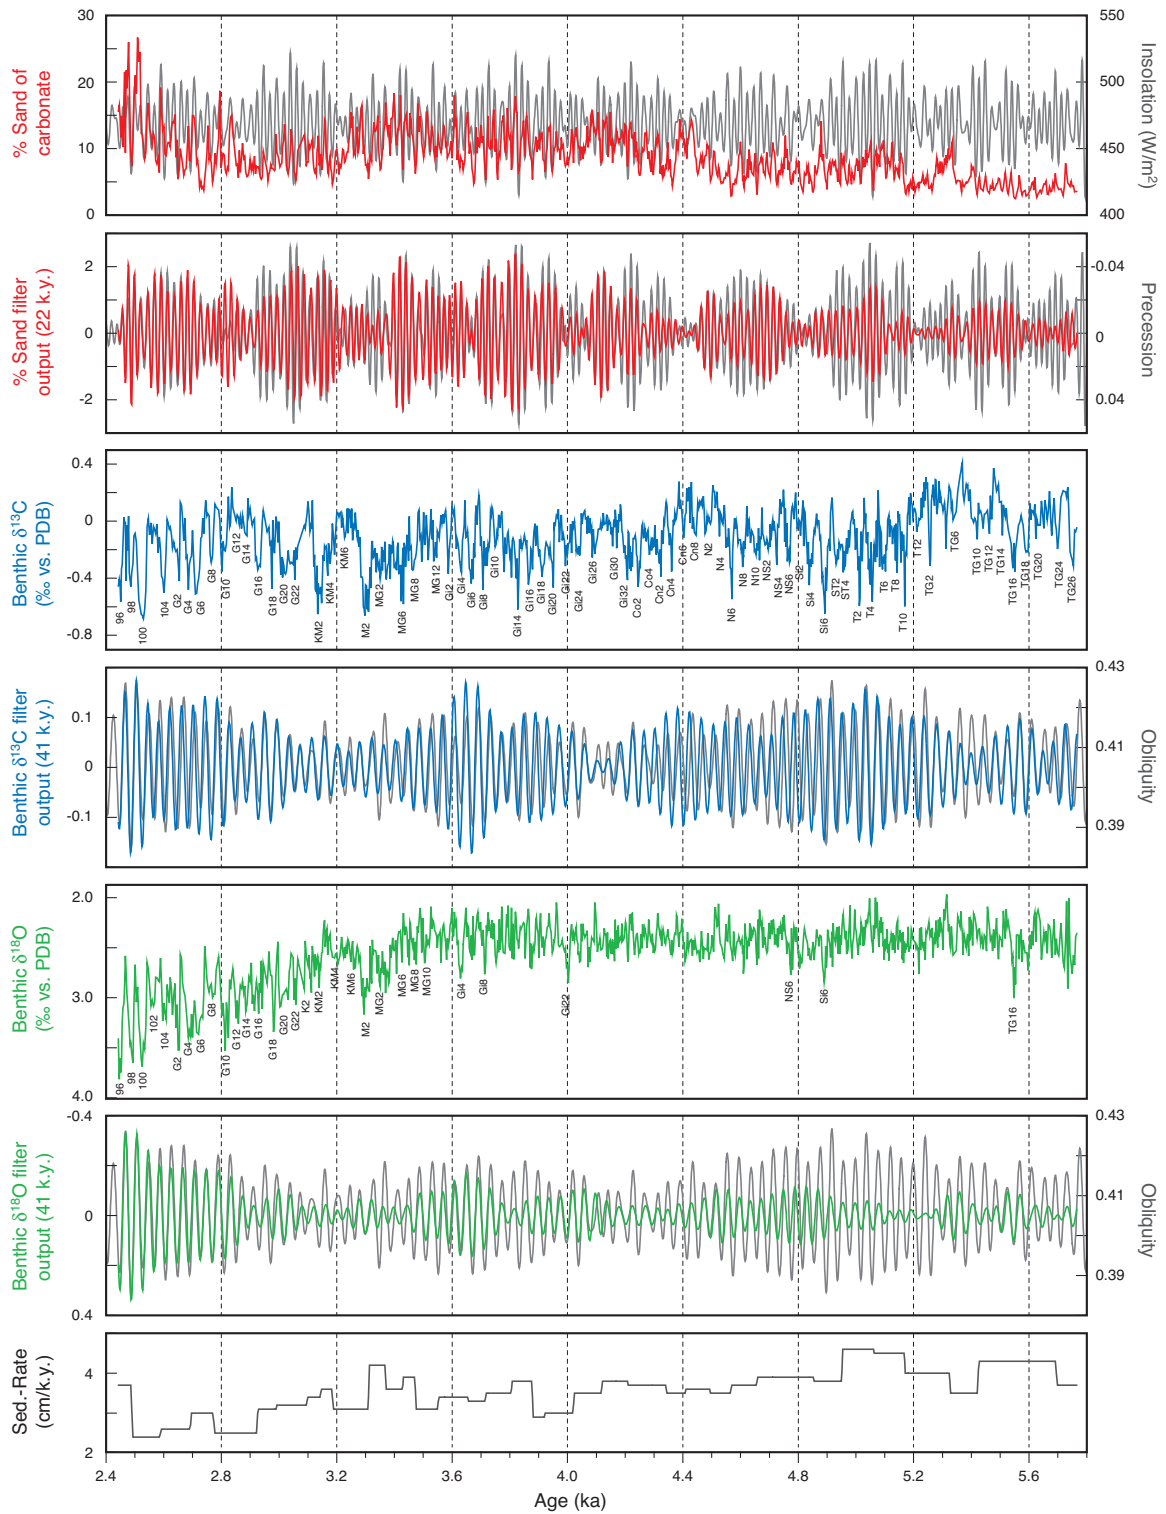 30
20
10
0
% Sand of
carbonate
550
500
450
400
Insolation (W/m²)
2
0
-2
% Sand filter
output (22 k.y.)
-0.04
0
0.04
Precession
0.4
0
-0.4
-0.8
Benthic δ¹³C
(‰ vs. PDB)
96
98
100
104
G2
G4
G6
G8
G10
G12
G14
G16
G18
G20
G22
KM2
KM4
KM6
M2
MG2
MG6
MG8
MG12
Gi2
Gi4
Gi6
Gi8
Gi10
Gi14
Gi16
Gi18
Gi20
Gi22
Gi24
Gi26
Gi30
Gi32
Co2
Co4
Cn2
Cn4
Cn6
Cn8
N2
N4
N6
N8
N10
NS2
NS4
NS6
Si2
Si4
Si6
ST2
ST4
T2
T4
T6
T8
T10
T12
TG2
TG6
TG10
TG12
TG14
TG16
TG18
TG20
TG24
TG26
0.1
0
-0.1
Benthic δ¹³C filter
output (41 k.y.)
0.43
0.41
0.39
Obliquity
2.0
3.0
4.0
Benthic δ¹⁸O
(‰ vs. PDB)
96
98
100
102
104
G2
G4
G6
G8
G10
G12
G14
G16
G18
G20
G22
K2
KM2
KM4
KM6
M2
MG2
MG6
MG8
MG10
Gi4
Gi8
Gi22
NS6
Si6
TG16
-0.4
0
0.4
Benthic δ¹⁸O filter
output (41 k.y.)
0.43
0.41
0.39
Obliquity
4
2
Sed.-Rate
(cm/k.y.)
2.4 2.8 3.2 3.6 4.0 4.4 4.8 5.2 5.6
Age (ka)